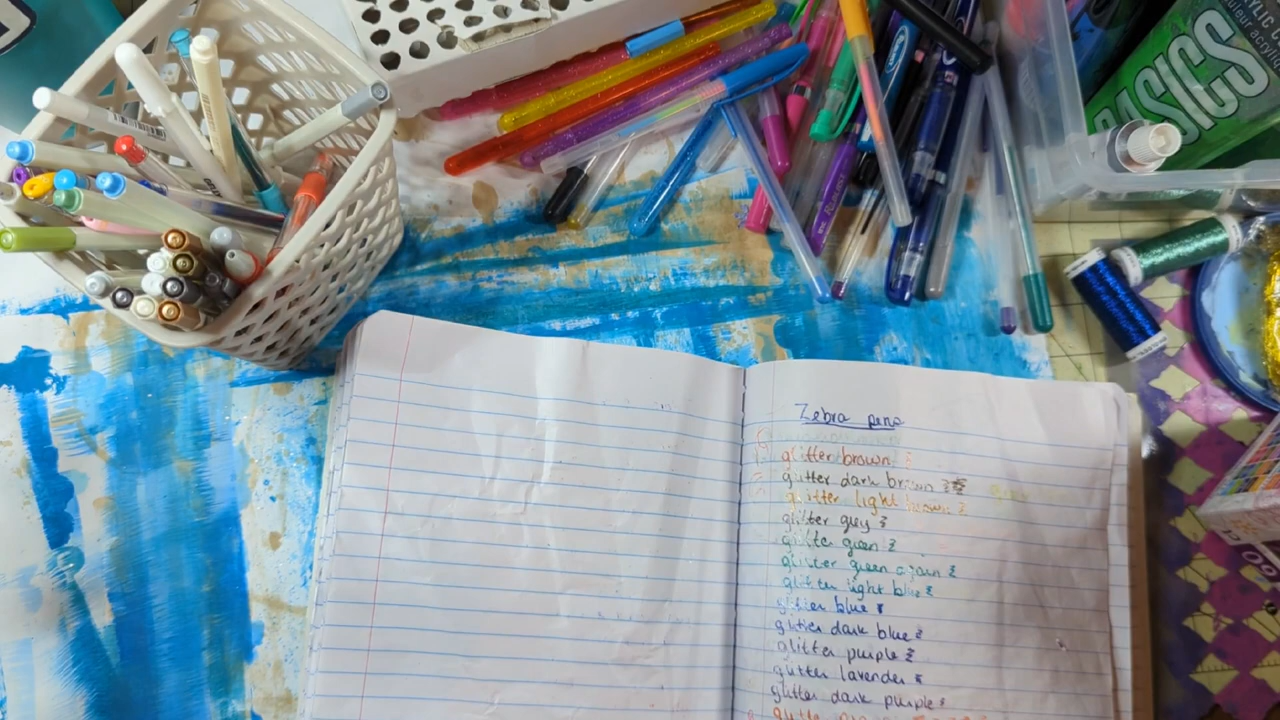 BASICS
Zebra pens
glitter brown
glitter dark brown
glitter light brown
glitter grey
glitter green
glitter green again
glitter light blue
glitter blue
glitter dark blue
glitter purple
glitter lavender
glitter dark purple
glitter